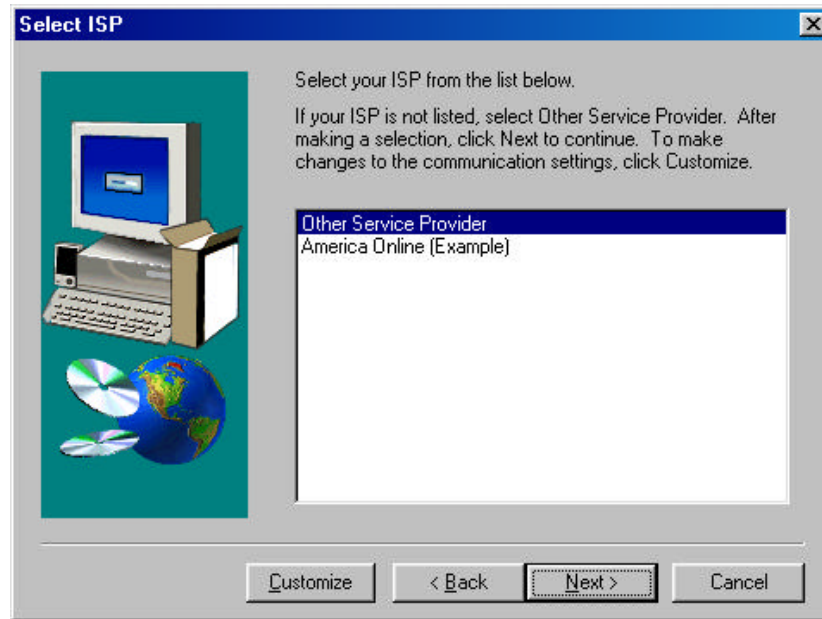 Select ISP
Select your ISP from the list below.
If your ISP is not listed, select Other Service Provider. After
making a selection, click Next to continue. To make
changes to the communication settings, click Customize.
Other Service Provider
America Online (Example)
Customize
< Back
Next >
Cancel